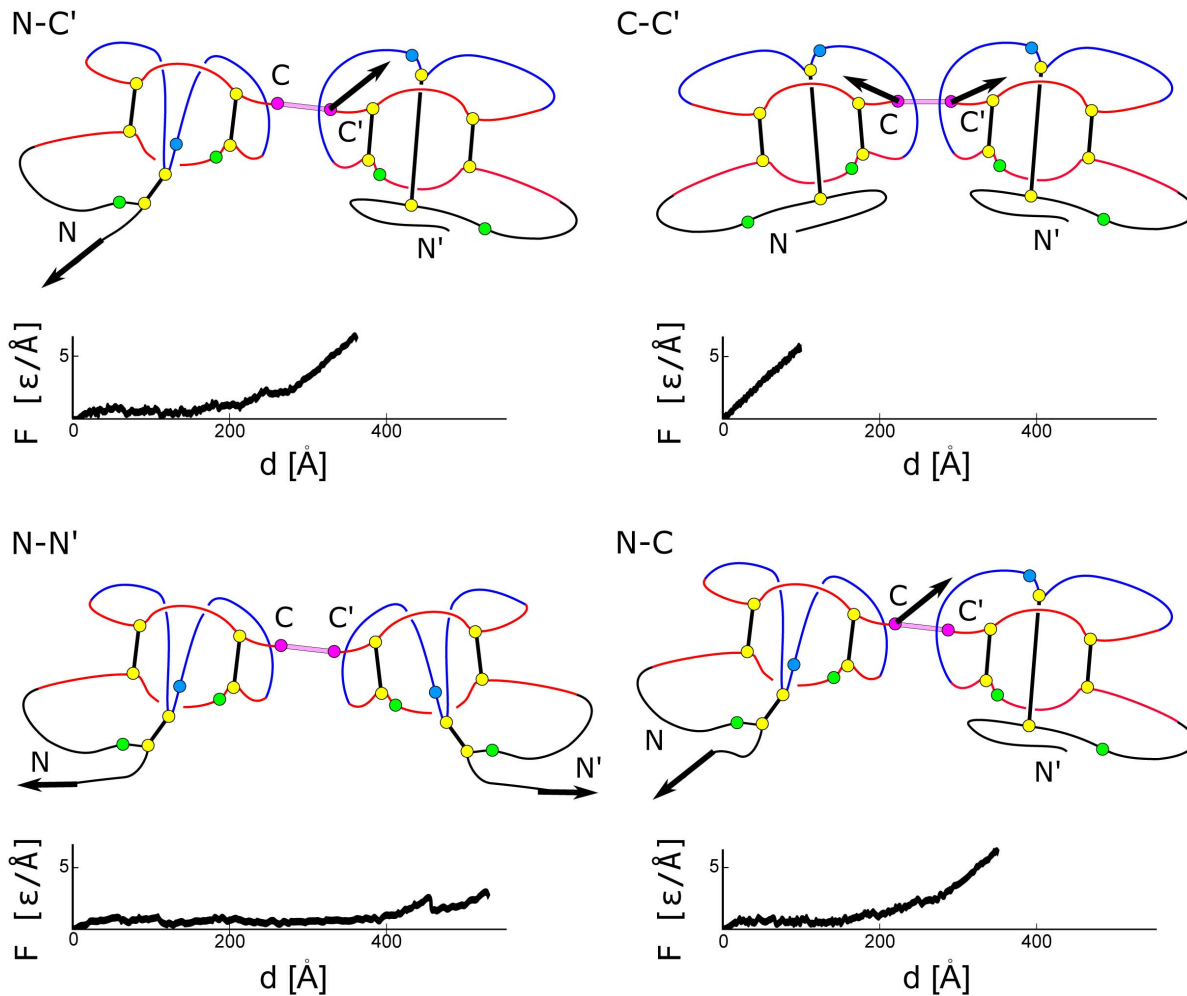 N-C'
C
C'
N
N'
F [ε/Å]
5
0 200 400
d [Å]
C-C'
C C'
N N'
F [ε/Å]
5
0 200 400
d [Å]
N-N'
C C'
N N'
F [ε/Å]
5
0 200 400
d [Å]
N-C
C C'
N
N'
F [ε/Å]
5
0 200 400
d [Å]